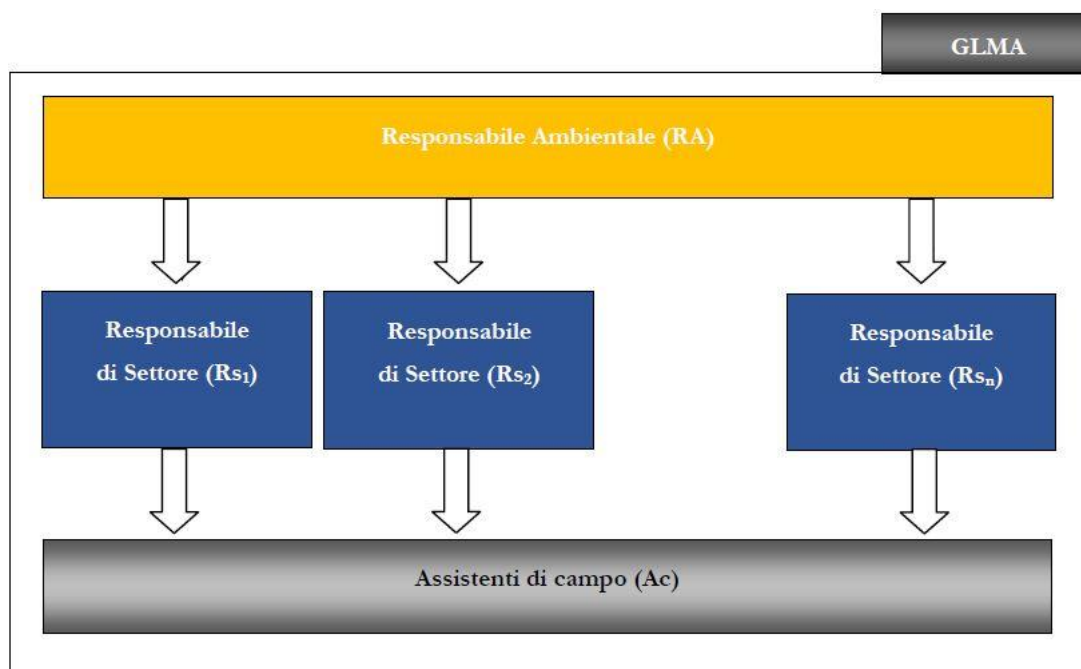 GLMA
Responsabile Ambientale (RA)
Responsabile
di Settore (Rs₁)
Responsabile
di Settore (Rs₂)
Responsabile
di Settore (Rsₙ)
Assistenti di campo (Ac)